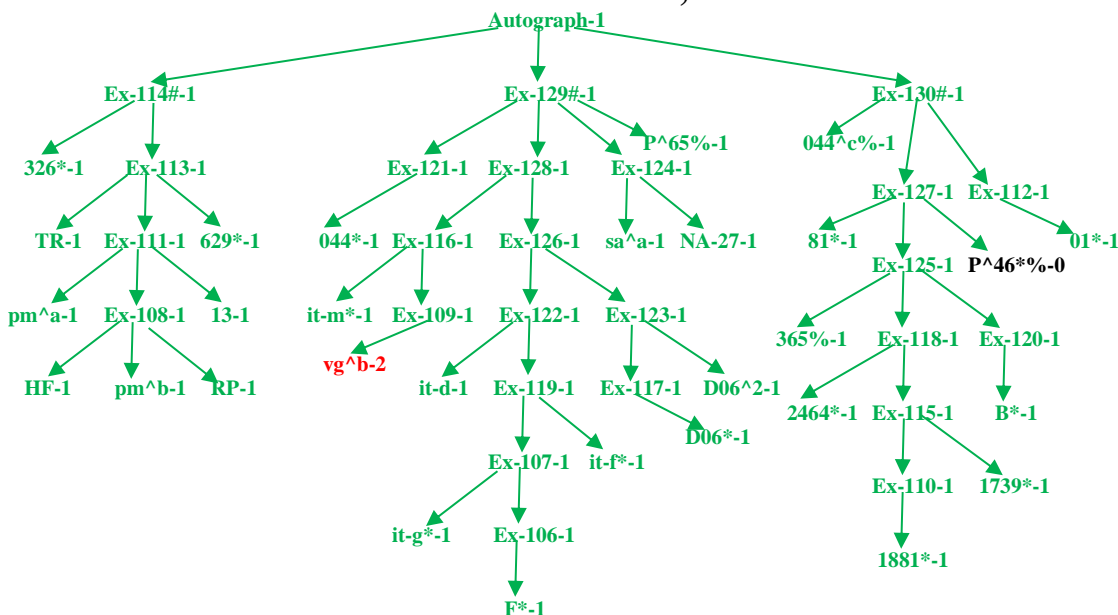 Autograph-1
Ex-114#-1 Ex-129#-1 Ex-130#-1
P^65%-1 044^c%-1
326*-1 Ex-113-1 Ex-121-1 Ex-128-1 Ex-124-1
Ex-127-1 Ex-112-1
TR-1 Ex-111-1 629*-1 044*-1 Ex-116-1 Ex-126-1 sa^a-1 NA-27-1 81*-1 01*-1
Ex-125-1 P^46*%-0
pm^a-1 Ex-108-1 13-1 it-m*-1 Ex-109-1 Ex-122-1 Ex-123-1
365%-1 Ex-118-1 Ex-120-1
vg^b-2
HF-1 pm^b-1 RP-1 it-d-1 Ex-119-1 Ex-117-1 D06^2-1
2464*-1 Ex-115-1 B*-1
D06*-1
Ex-107-1 it-f*-1
Ex-110-1 1739*-1
it-g*-1 Ex-106-1
1881*-1
F*-1